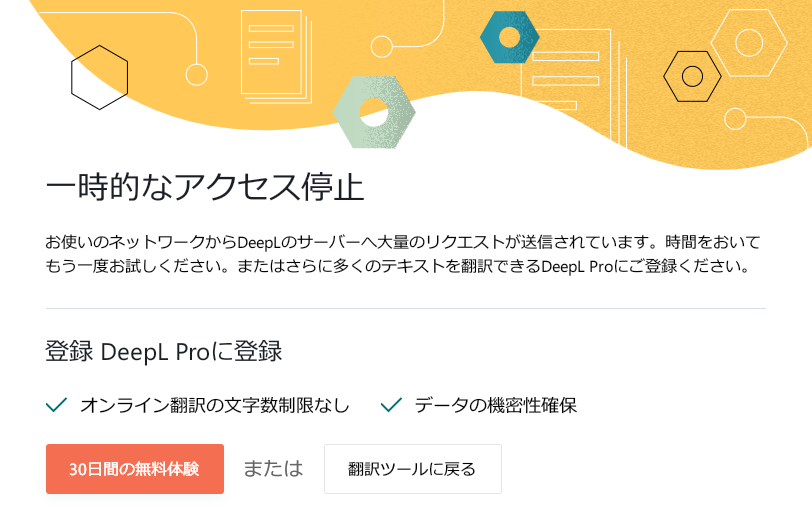 一時的なアクセス停止
お使いのネットワークからDeepLのサーバーへ大量のリクエストが送信されています。時間をおいて
もう一度お試しください。またはさらに多くのテキストを翻訳できるDeepL Proにご登録ください。
登録 DeepL Proに登録
オンライン翻訳の文字数制限なし データの機密性確保
30日間の無料体験 または 翻訳ツールに戻る